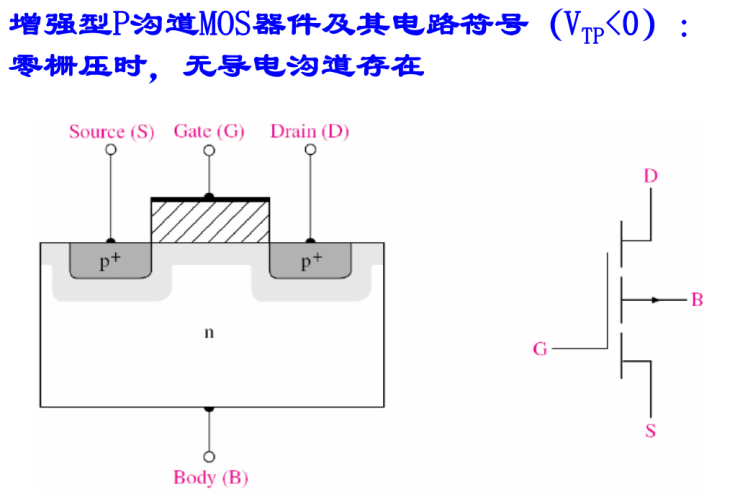 增强型P沟道MOS器件及其电路符号（V_TP<0）：
零栅压时，无导电沟道存在
Source (S) Gate (G) Drain (D)
p+ p+
n
Body (B)
D
B
G
S